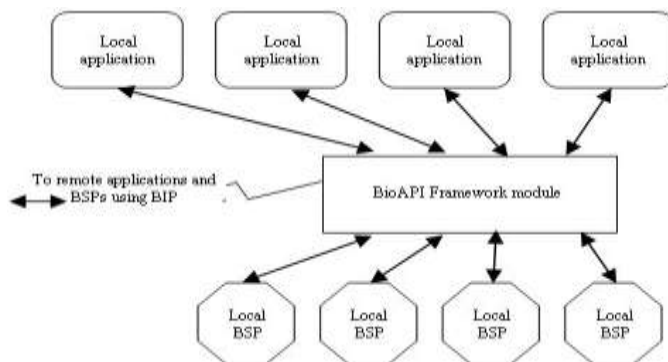 Local
application
Local
application
Local
application
Local
application
To remote applications and
BSPs using BIP
BioAPI Framework module
Local
BSP
Local
BSP
Local
BSP
Local
BSP